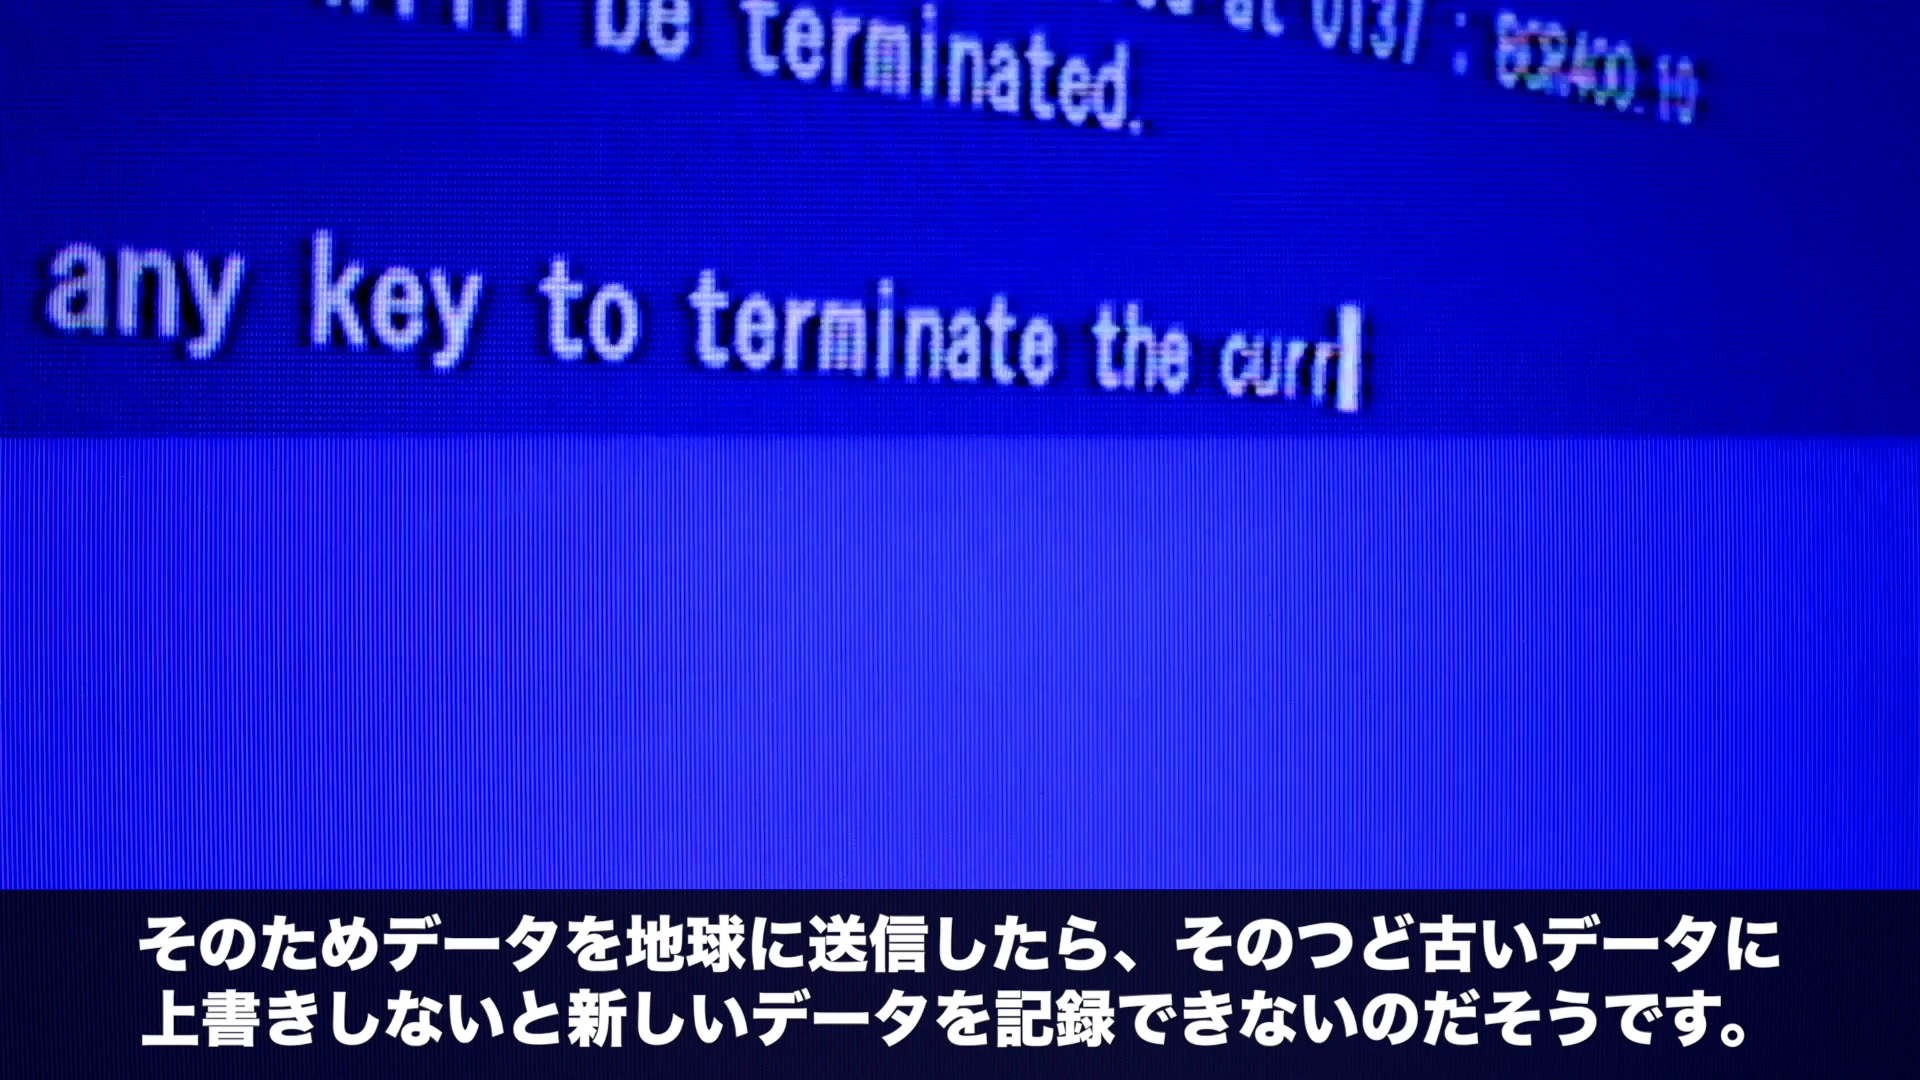 be terminated.
at 0137 :
any key to terminate the curr
そのためデータを地球に送信したら、そのつど古いデータに
上書きしないと新しいデータを記録できないのだそうです。